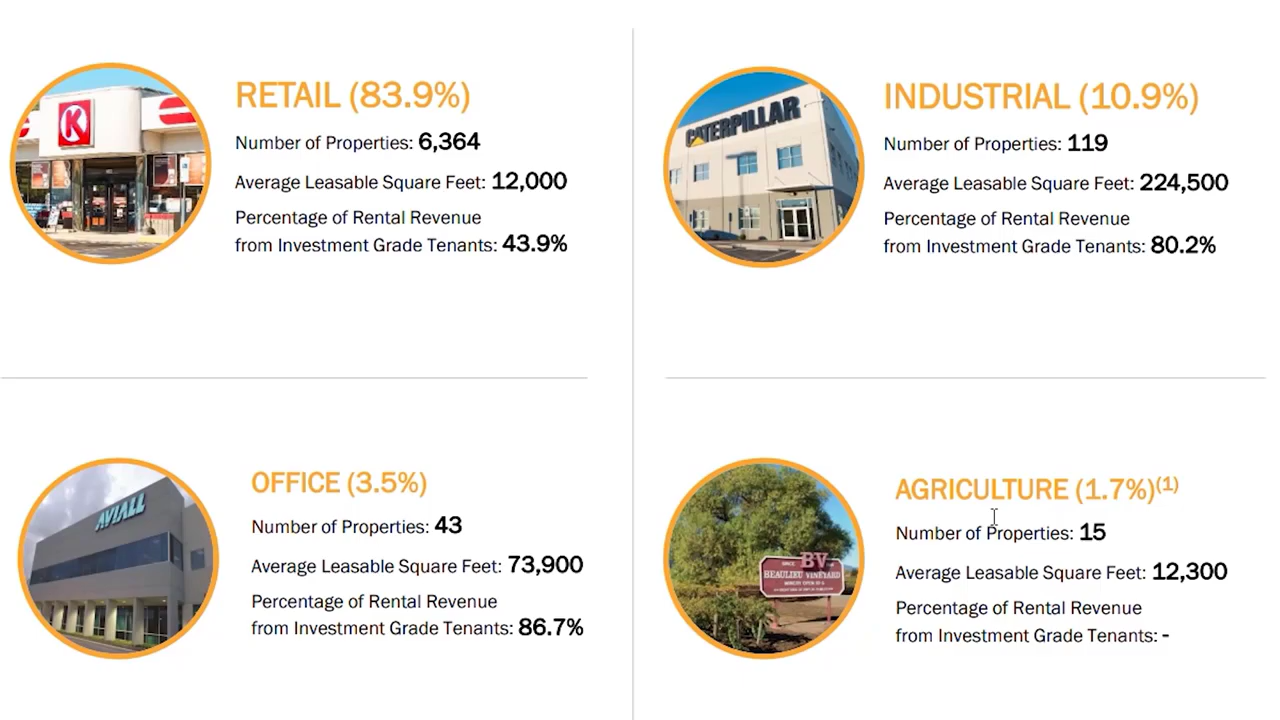 RETAIL (83.9%)
Number of Properties: 6,364
Average Leasable Square Feet: 12,000
Percentage of Rental Revenue
from Investment Grade Tenants: 43.9%
K
INDUSTRIAL (10.9%)
Number of Properties: 119
Average Leasable Square Feet: 224,500
Percentage of Rental Revenue
from Investment Grade Tenants: 80.2%
CATERPILLAR
OFFICE (3.5%)
Number of Properties: 43
Average Leasable Square Feet: 73,900
Percentage of Rental Revenue
from Investment Grade Tenants: 86.7%
AVIALL
AGRICULTURE (1.7%)(1)
Number of Properties: 15
Average Leasable Square Feet: 12,300
Percentage of Rental Revenue
from Investment Grade Tenants: -
SINCE BV
BEAULIEU VINEYARD